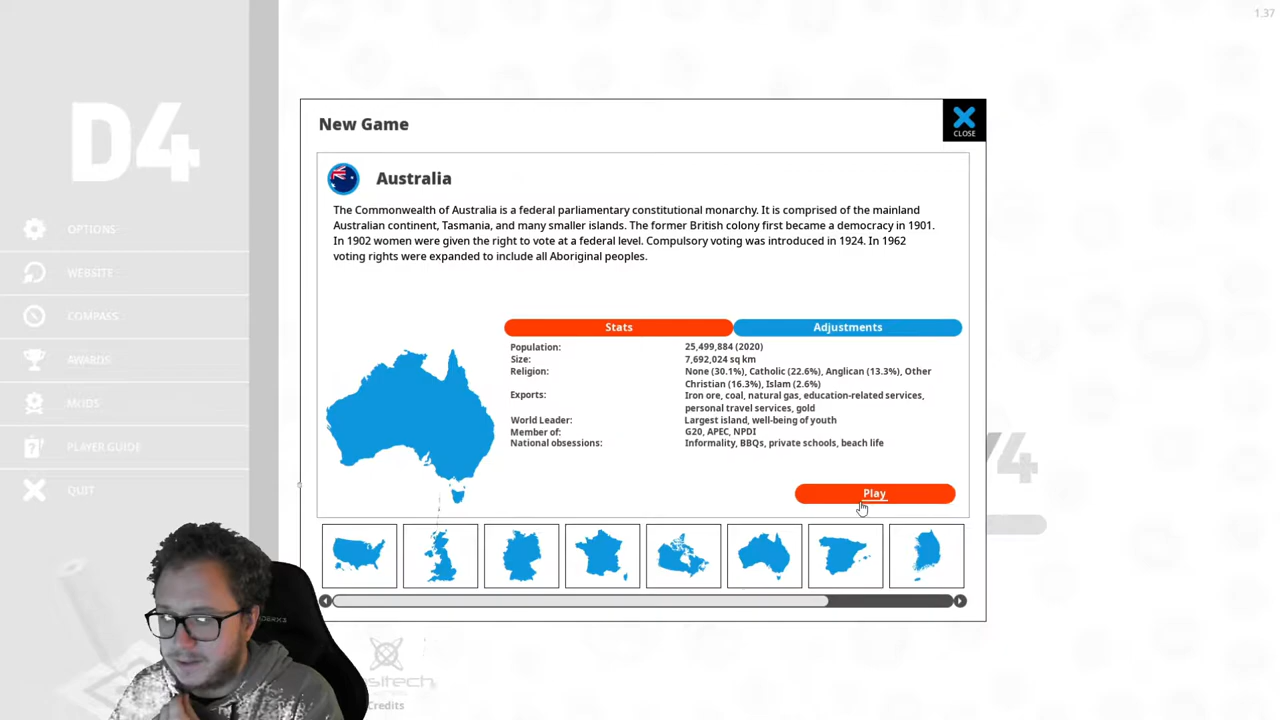 1.37
D4
New Game
CLOSE
Australia
The Commonwealth of Australia is a federal parliamentary constitutional monarchy. It is comprised of the mainland
Australian continent, Tasmania, and many smaller islands. The former British colony first became a democracy in 1901.
In 1902 women were given the right to vote at a federal level. Compulsory voting was introduced in 1924. In 1962
voting rights were expanded to include all Aboriginal peoples.
OPTIONS
WEBSITE
COMPASS
AWARDS
MODS
PLAYER GUIDE
QUIT
Stats Adjustments
Population: 25,499,884 (2020)
Size: 7,692,024 sq km
Religion: None (30.1%), Catholic (22.6%), Anglican (13.3%), Other
Christian (16.3%), Islam (2.6%)
Exports: Iron ore, coal, natural gas, education-related services,
personal travel services, gold
World Leader: Largest island, well-being of youth
Member of: G20, APEC, NPDI
National obsessions: Informality, BBQs, private schools, beach life
Play
Credits